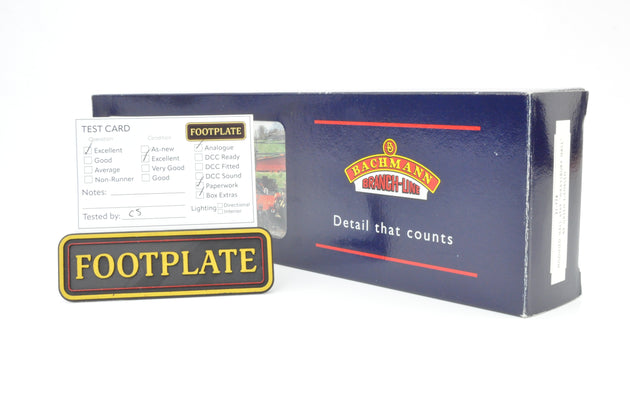 TEST CARD
FOOTPLATE
Operation
Condition
Excellent
Good
Average
Non-Runner
As-new
Excellent
Very Good
Good
Analogue
DCC Ready
DCC Fitted
DCC Sound
Paperwork
Box Extras
Notes:
Lighting
Directional
Interior
Tested by: CS
FOOTPLATE
B
BACHMANN
BRANCH-LINE
Detail that counts